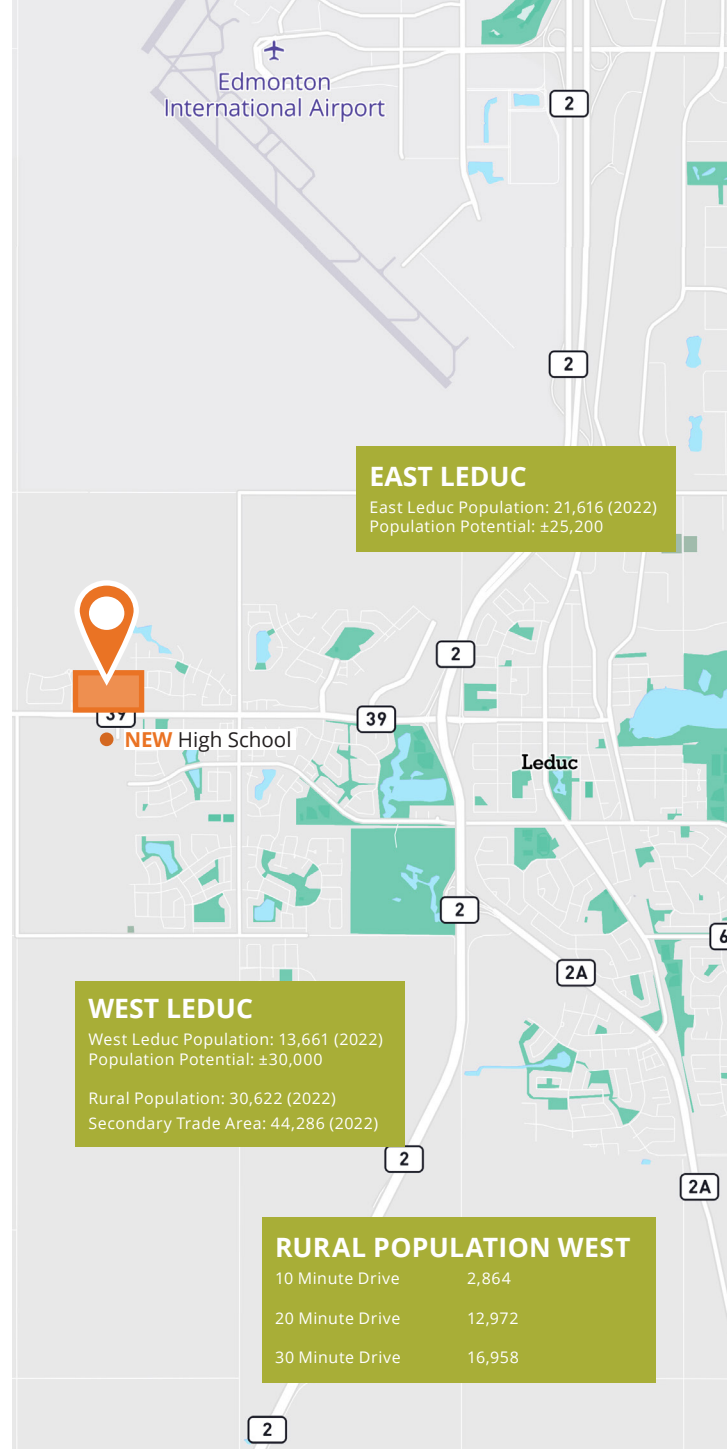 Edmonton
International Airport
2
2
EAST LEDUC
East Leduc Population: 21,616 (2022)
Population Potential: ±25,200
2
39
39
NEW High School
Leduc
2
6
2A
WEST LEDUC
West Leduc Population: 13,661 (2022)
Population Potential: ±30,000
Rural Population: 30,622 (2022)
Secondary Trade Area: 44,286 (2022)
2
2A
RURAL POPULATION WEST
10 Minute Drive 2,864
20 Minute Drive 12,972
30 Minute Drive 16,958
2